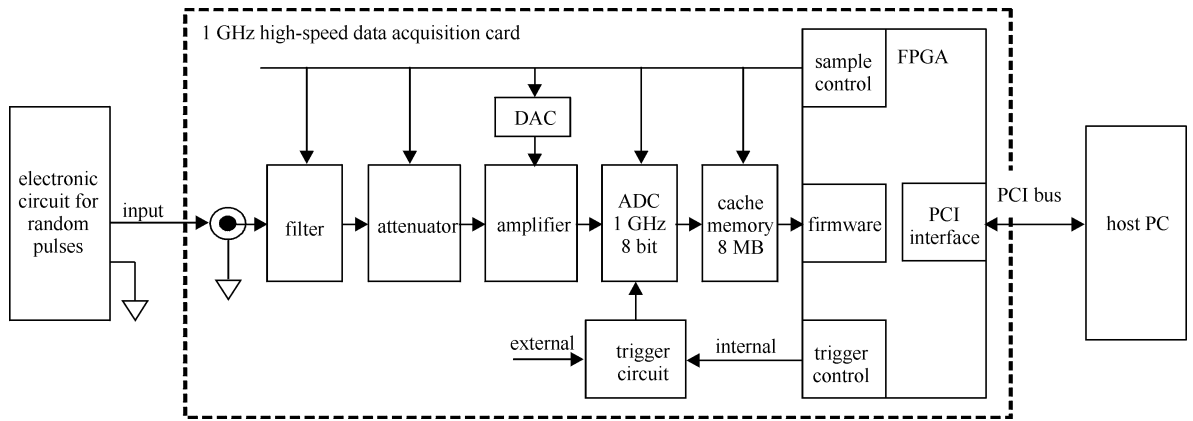 1 GHz high-speed data acquisition card
sample
control
FPGA
DAC
electronic
circuit for
random
pulses
input
filter
attenuator
amplifier
ADC
1 GHz
8 bit
cache
memory
8 MB
firmware
PCI
interface
PCI bus
host PC
external
trigger
circuit
internal
trigger
control